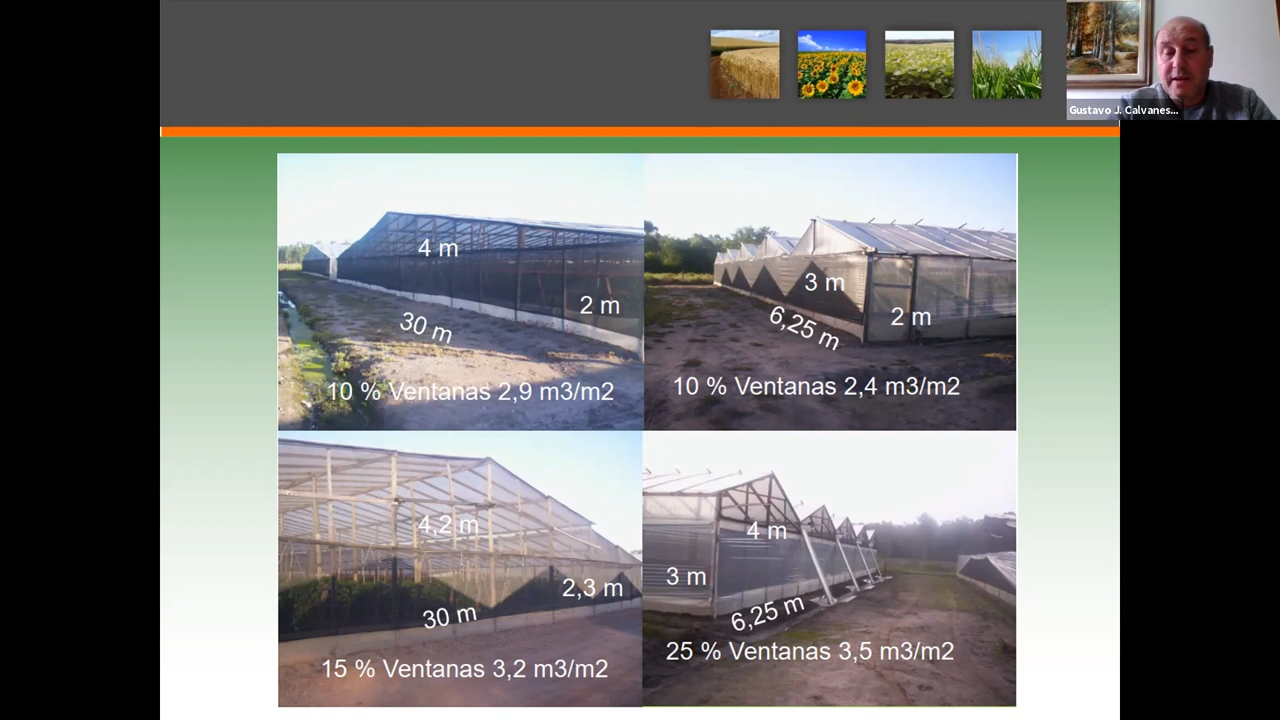 Gustavo J. Calvanes...
4 m
2 m
30 m
10 % Ventanas 2,9 m3/m2
3 m
6,25 m
2 m
10 % Ventanas 2,4 m3/m2
4,2 m
2,3 m
30 m
15 % Ventanas 3,2 m3/m2
4 m
3 m
6,25 m
25 % Ventanas 3,5 m3/m2